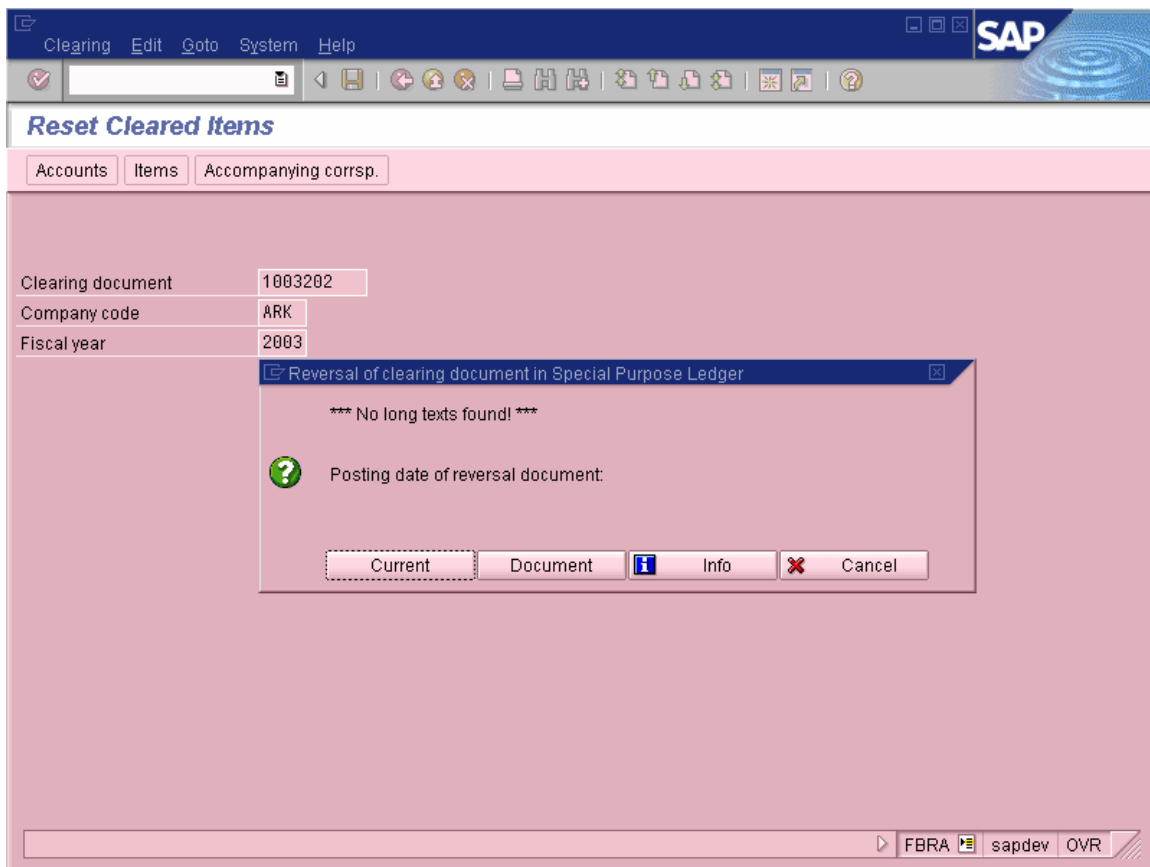 Clearing Edit Goto System Help
SAP
Reset Cleared Items
Accounts Items Accompanying corrsp.
Clearing document 1003202
Company code ARK
Fiscal year 2003
Reversal of clearing document in Special Purpose Ledger
*** No long texts found! ***
Posting date of reversal document:
Current Document Info Cancel
FBRA sapdev OVR